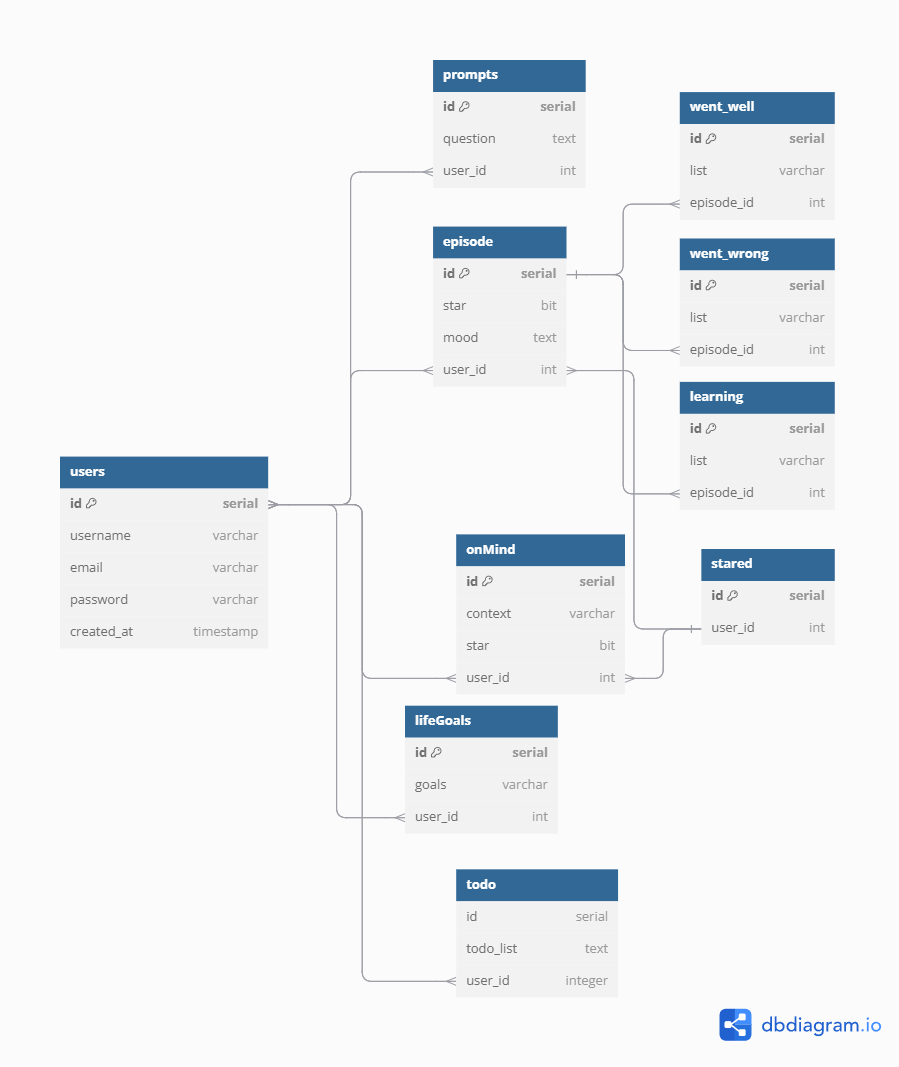 prompts
id serial
question text
user_id int
went_well
id serial
list varchar
episode_id int
episode
id serial
star bit
mood text
user_id int
went_wrong
id serial
list varchar
episode_id int
learning
id serial
list varchar
episode_id int
users
id serial
username varchar
email varchar
password varchar
created_at timestamp
onMind
id serial
context varchar
star bit
user_id int
stared
id serial
user_id int
lifeGoals
id serial
goals varchar
user_id int
todo
id serial
todo_list text
user_id integer
dbdiagram.io